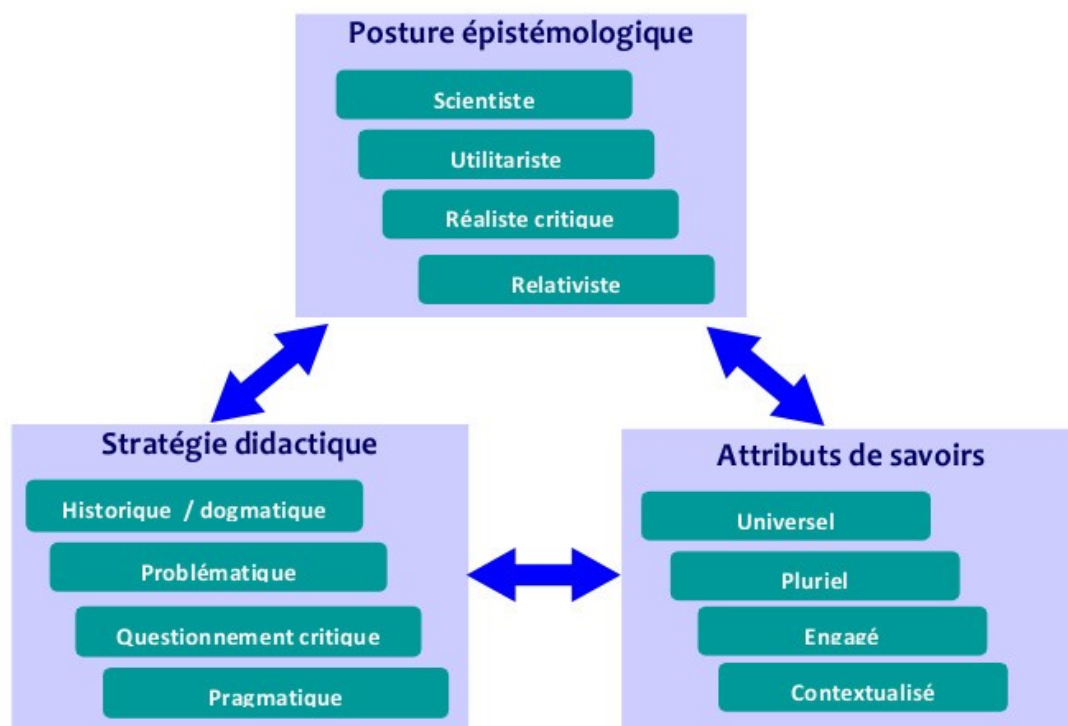 Posture épistémologique
Scientiste
Utilitariste
Réaliste critique
Relativiste
Stratégie didactique
Historique / dogmatique
Problématique
Questionnement critique
Pragmatique
Attributs de savoirs
Universel
Pluriel
Engagé
Contextualisé